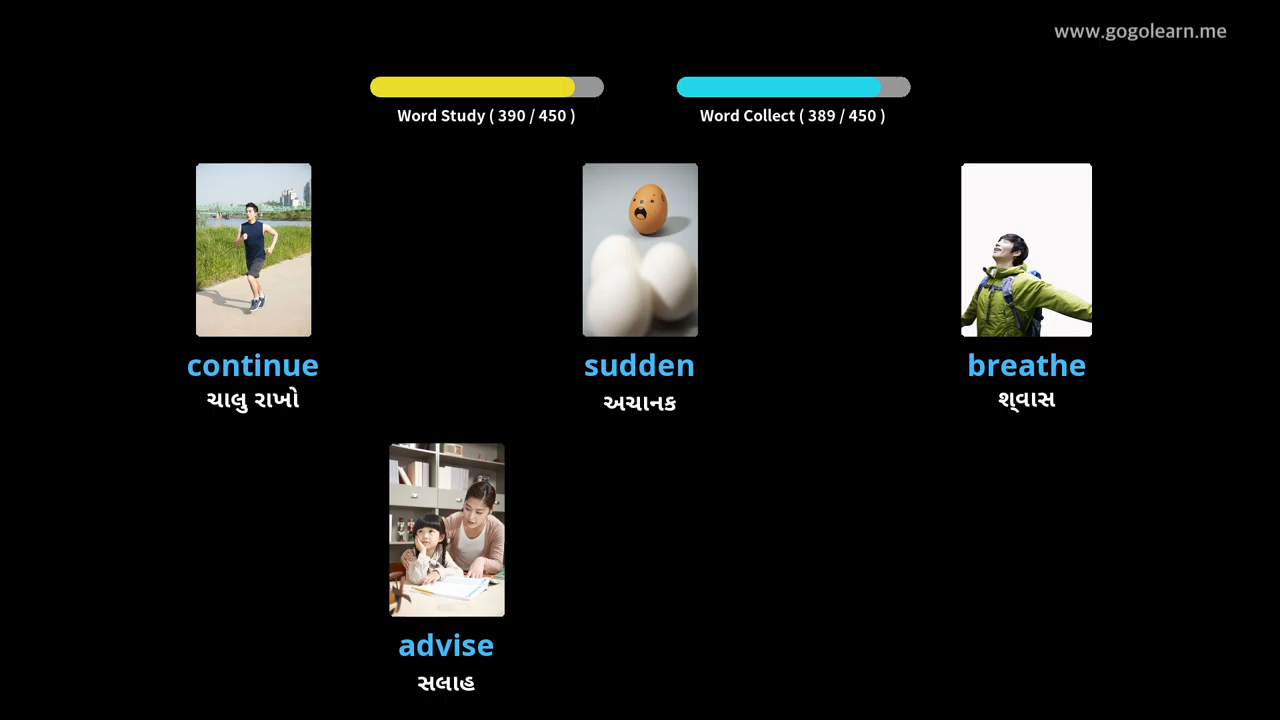 www.gogolearn.me
Word Study ( 390 / 450 )
Word Collect ( 389 / 450 )
continue
ચાલુ રાખો
sudden
અચાનક
breathe
શ્વાસ
advise
સલાહ